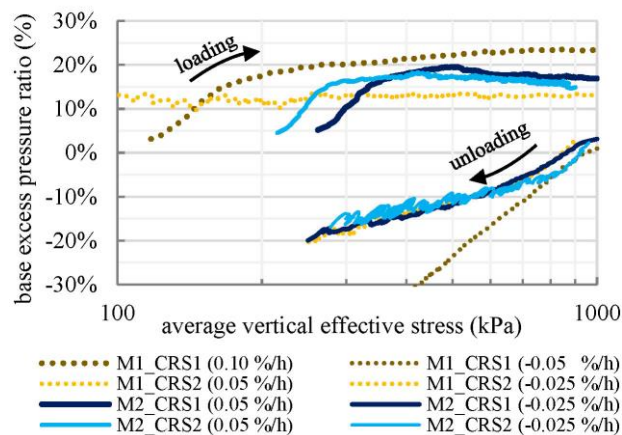 30%
20%
10%
0%
-10%
-20%
-30%
base excess pressure ratio (%)
loading
unloading
100
1000
average vertical effective stress (kPa)
M1_CRS1 (0.10 %/h)
M1_CRS1 (-0.05 %/h)
M1_CRS2 (0.05 %/h)
M1_CRS2 (-0.025 %/h)
M2_CRS1 (0.05 %/h)
M2_CRS1 (-0.025 %/h)
M2_CRS2 (0.05 %/h)
M2_CRS2 (-0.025 %/h)